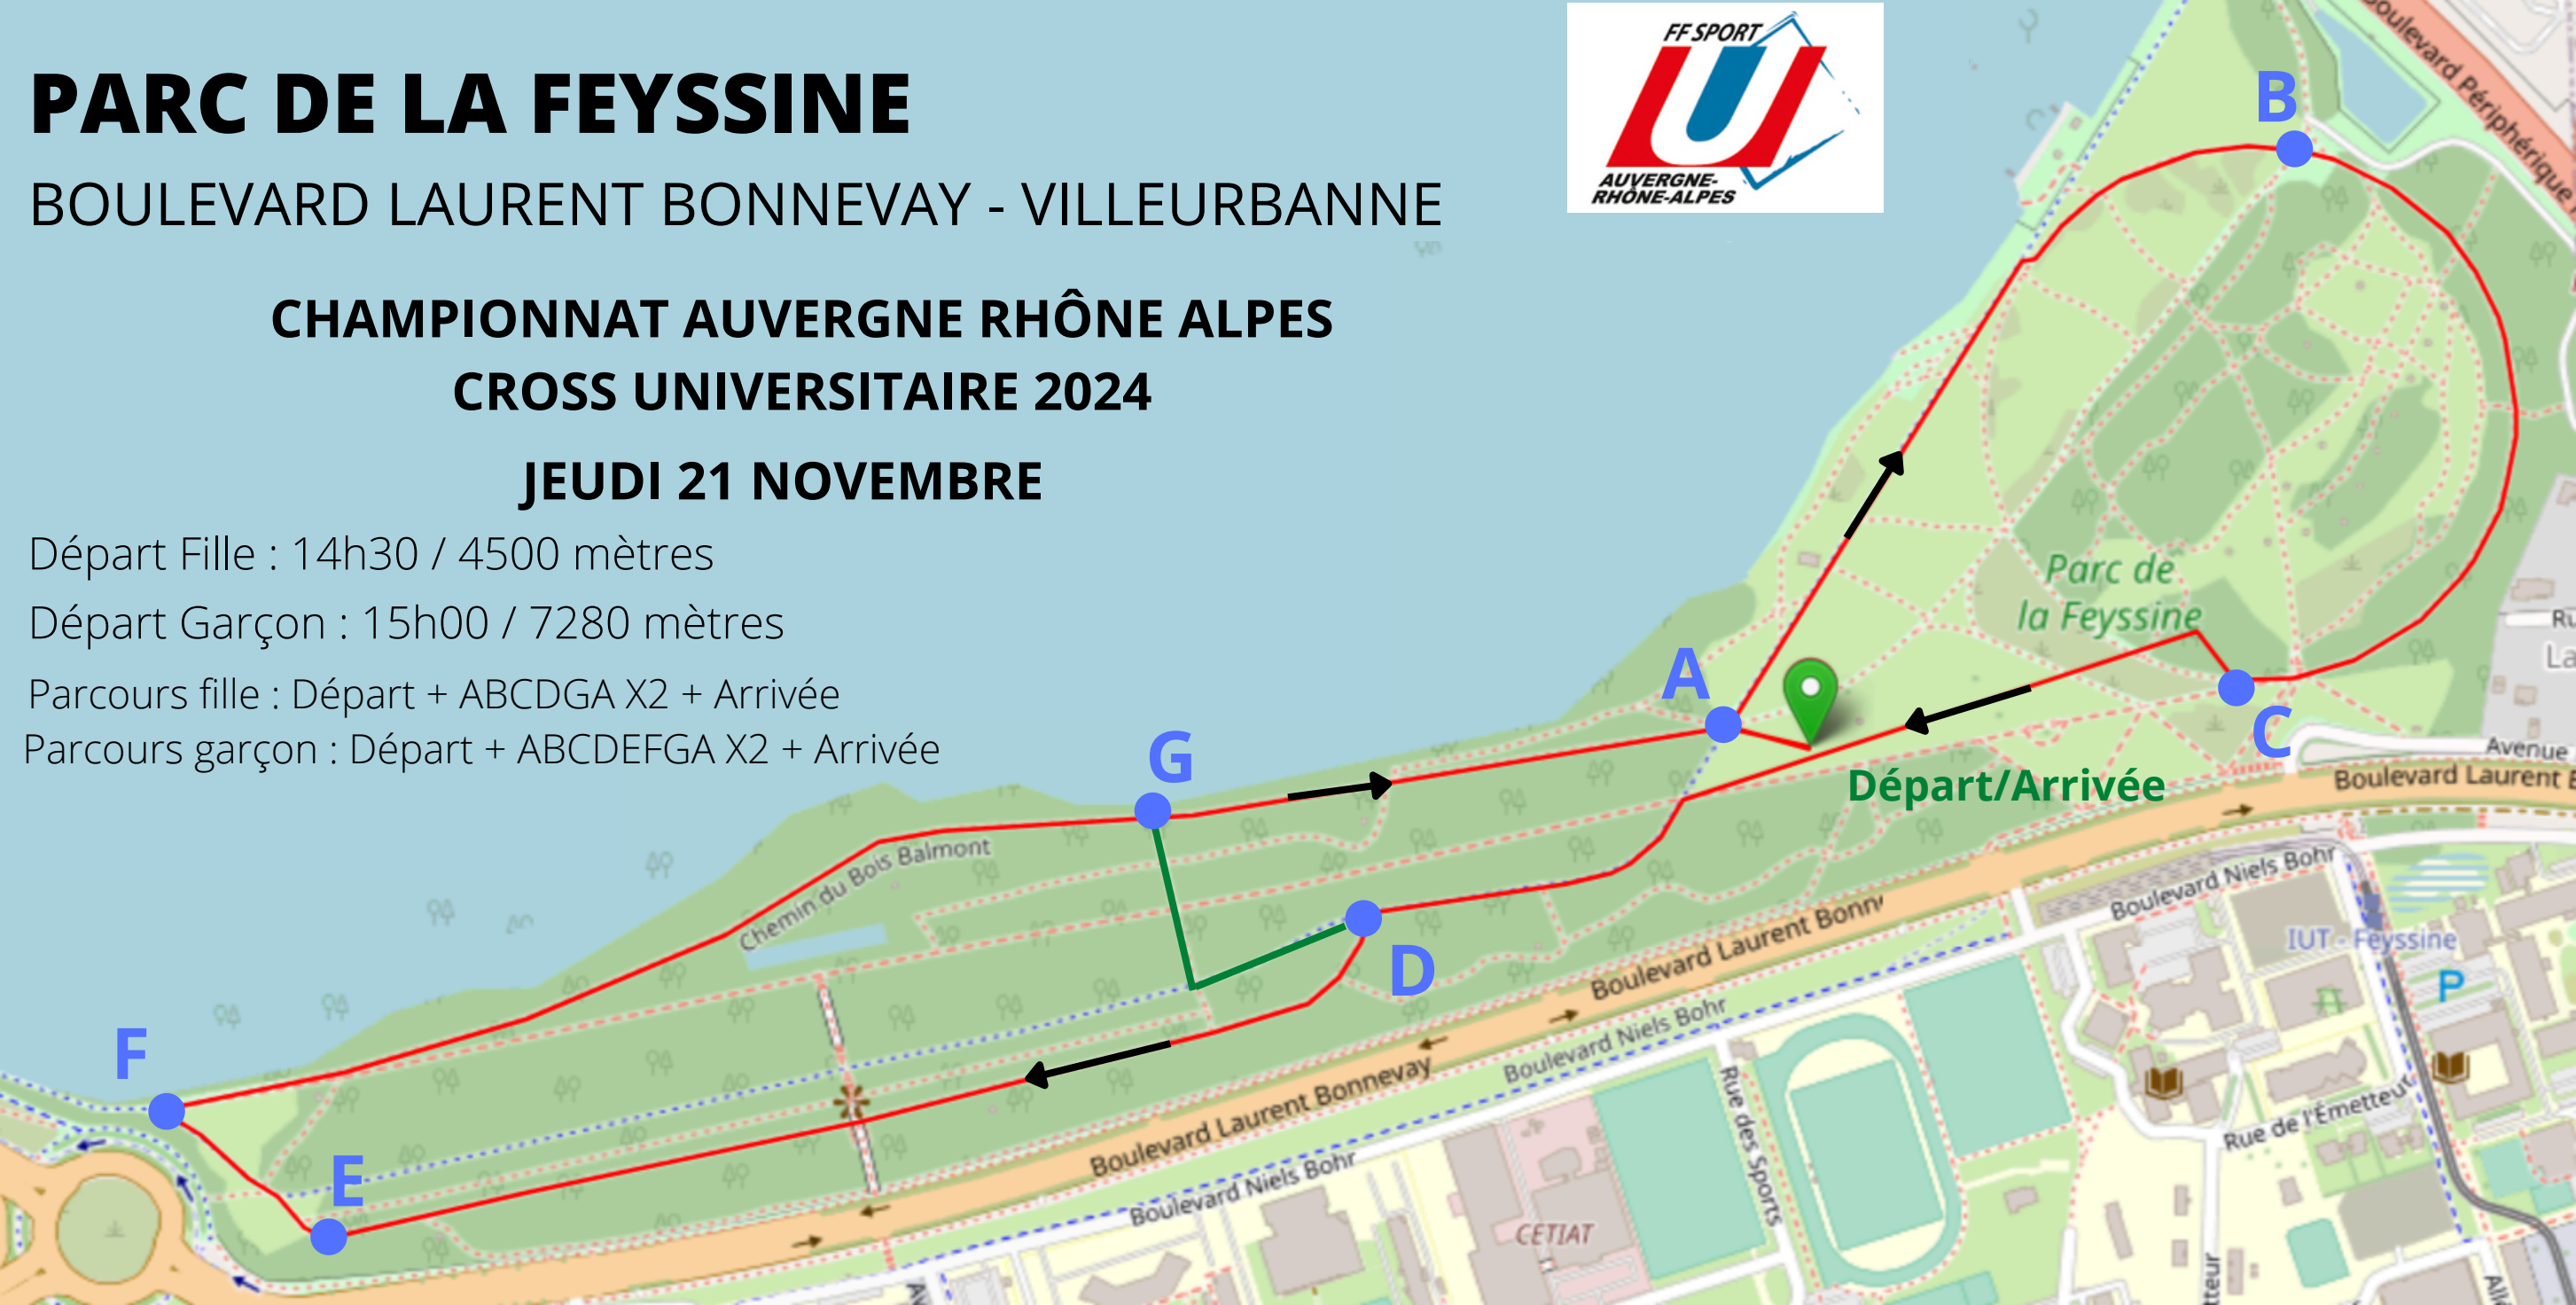 PARC DE LA FEYSSINE
BOULEVARD LAURENT BONNEVAY - VILLEURBANNE
CHAMPIONNAT AUVERGNE RHÔNE ALPES
CROSS UNIVERSITAIRE 2024
JEUDI 21 NOVEMBRE
Départ Fille : 14h30 / 4500 mètres
Départ Garçon : 15h00 / 7280 mètres
Parcours fille : Départ + ABCDGA X2 + Arrivée
Parcours garçon : Départ + ABCDEFGA X2 + Arrivée
FF SPORT
U
AUVERGNE-
RHÔNE-ALPES
Boulevard Périphérique
B
Parc de
la Feyssine
A
C
G
Départ/Arrivée
Avenue
Boulevard Laurent B
Chemin du Bois Balmont
D
Boulevard Laurent Bonn
Boulevard Niels Bohr
IUT - Feyssine
P
F
E
Boulevard Laurent Bonnevay
Boulevard Niels Bohr
Boulevard Niels Bohr
Rue des Sports
Rue de l'Émetteur
CETIAT
tteur